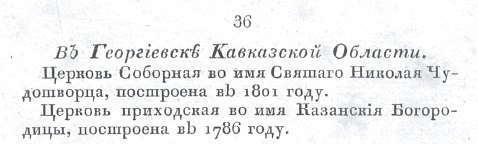 36
Въ Георгіевскѣ Кавказской Области.
Церковь Соборная во имя Святаго Николая Чу-
дотворца, построена въ 1801 году.
Церковь приходская во имя Казанскія Богоро-
дицы, построена въ 1786 году.